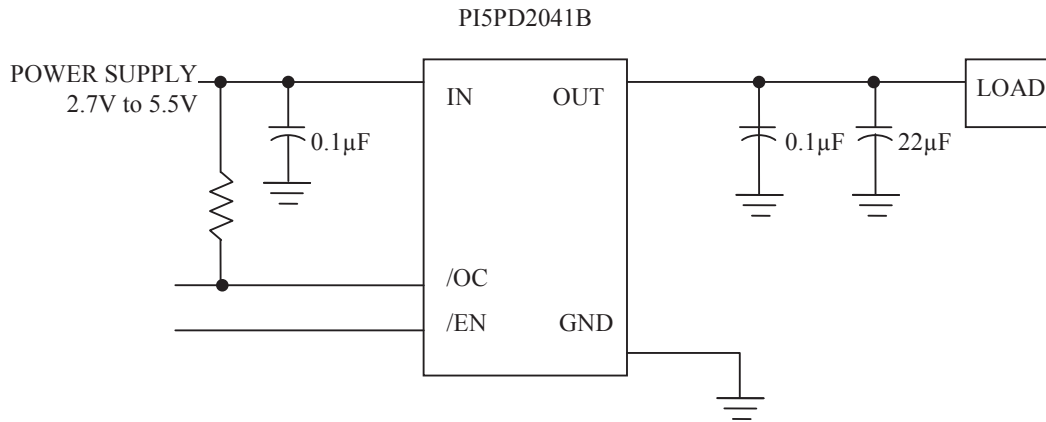 PI5PD2041B
POWER SUPPLY
2.7V to 5.5V
IN
OUT
LOAD
0.1µF
0.1µF
22µF
/OC
/EN
GND